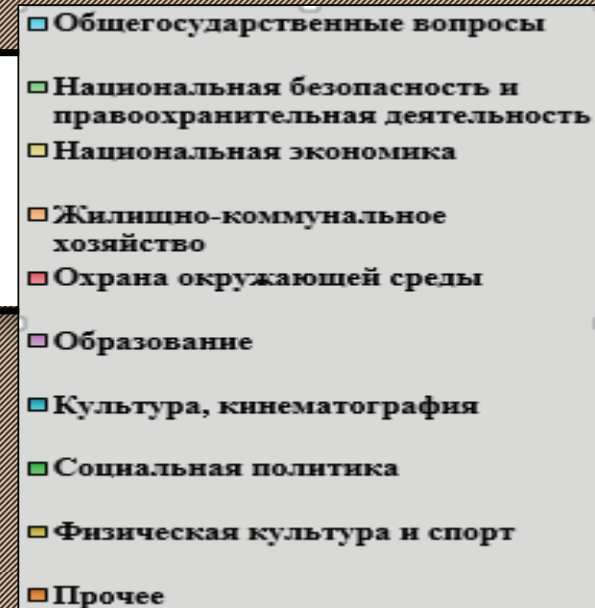 Общегосударственные вопросы
Национальная безопасность и
правоохранительная деятельность
Национальная экономика
Жилищно-коммунальное
хозяйство
Охрана окружающей среды
Образование
Культура, кинематография
Социальная политика
Физическая культура и спорт
Прочее